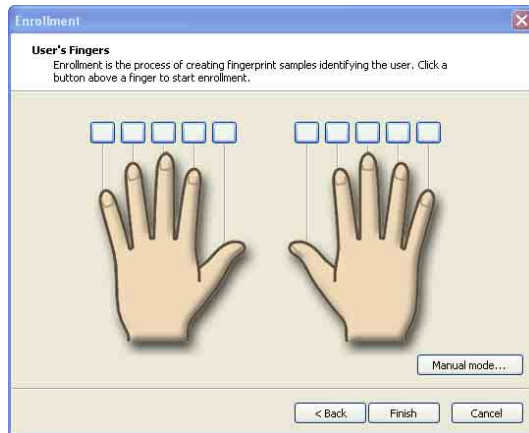 Enrollment
User's Fingers
Enrollment is the process of creating fingerprint samples identifying the user. Click a
button above a finger to start enrollment.
Manual mode...
< Back Finish Cancel